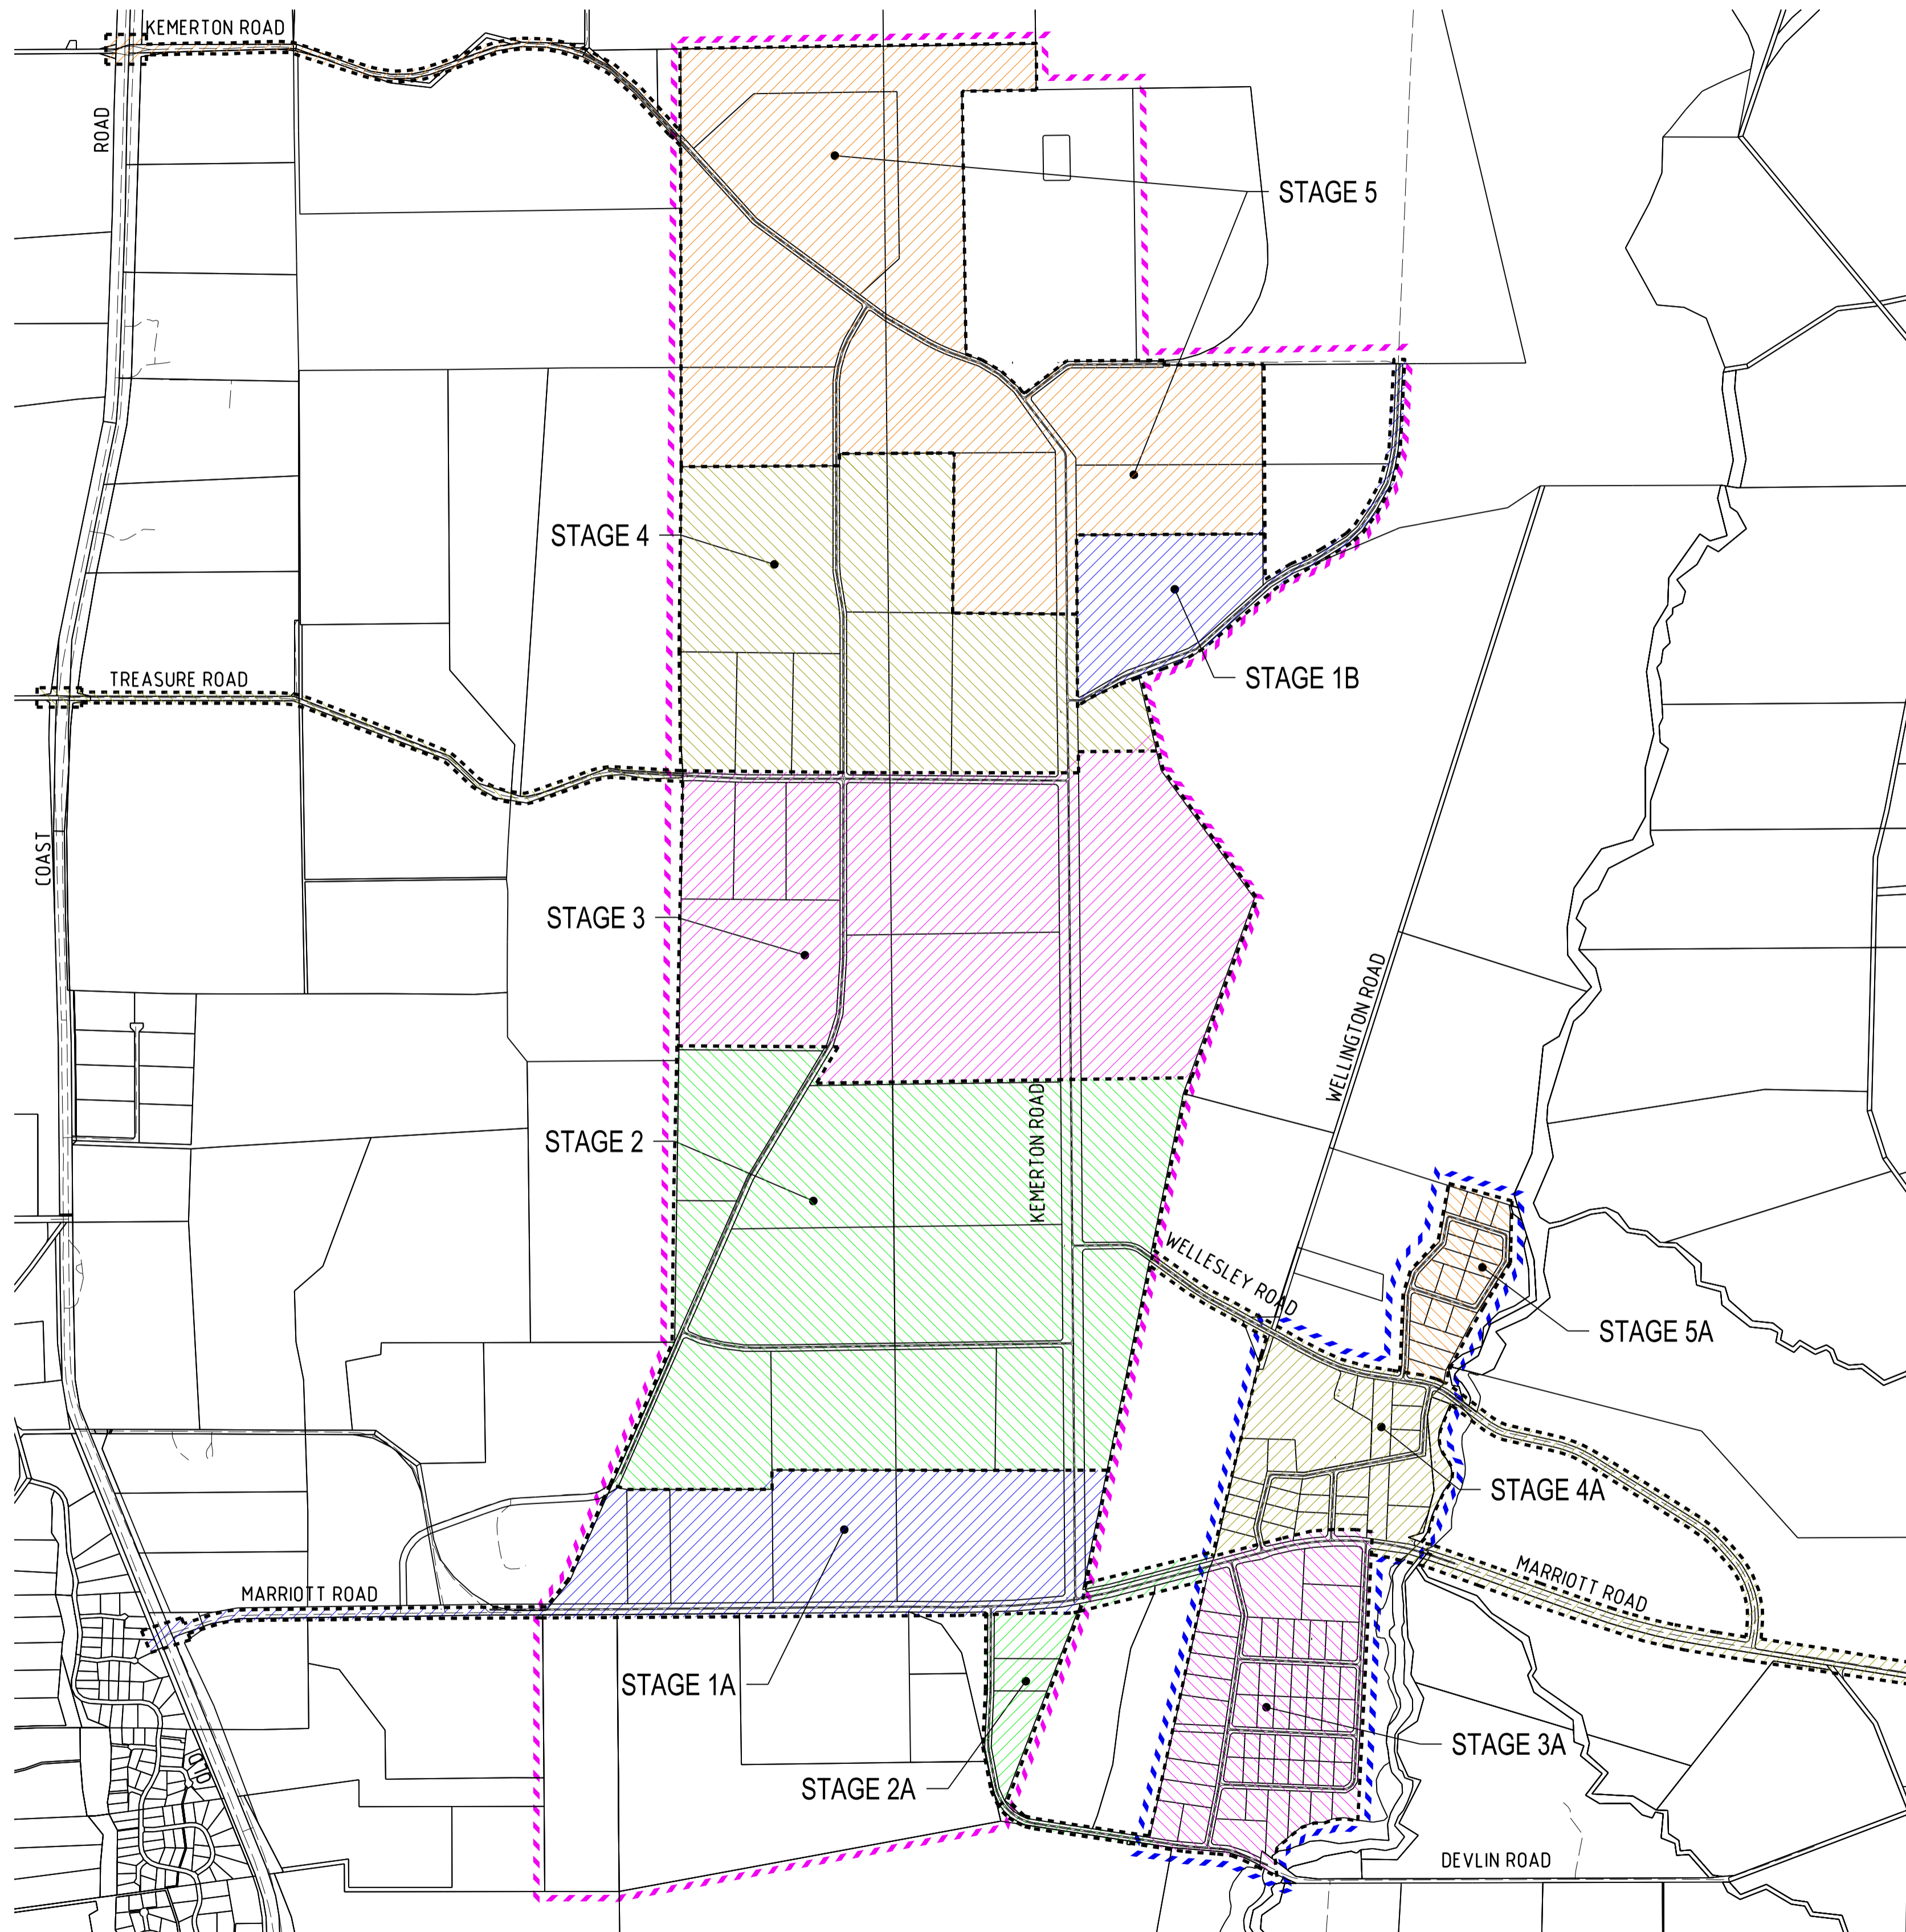 KEMERTON ROAD
ROAD
STAGE 5
STAGE 4
TREASURE ROAD
STAGE 1B
COAST
STAGE 3
WELLINGTON ROAD
KEMERTON ROAD
STAGE 2
WELLESLEY ROAD
STAGE 5A
STAGE 4A
MARRIOTT ROAD
MARRIOTT ROAD
STAGE 1A
STAGE 3A
STAGE 2A
DEVLIN ROAD